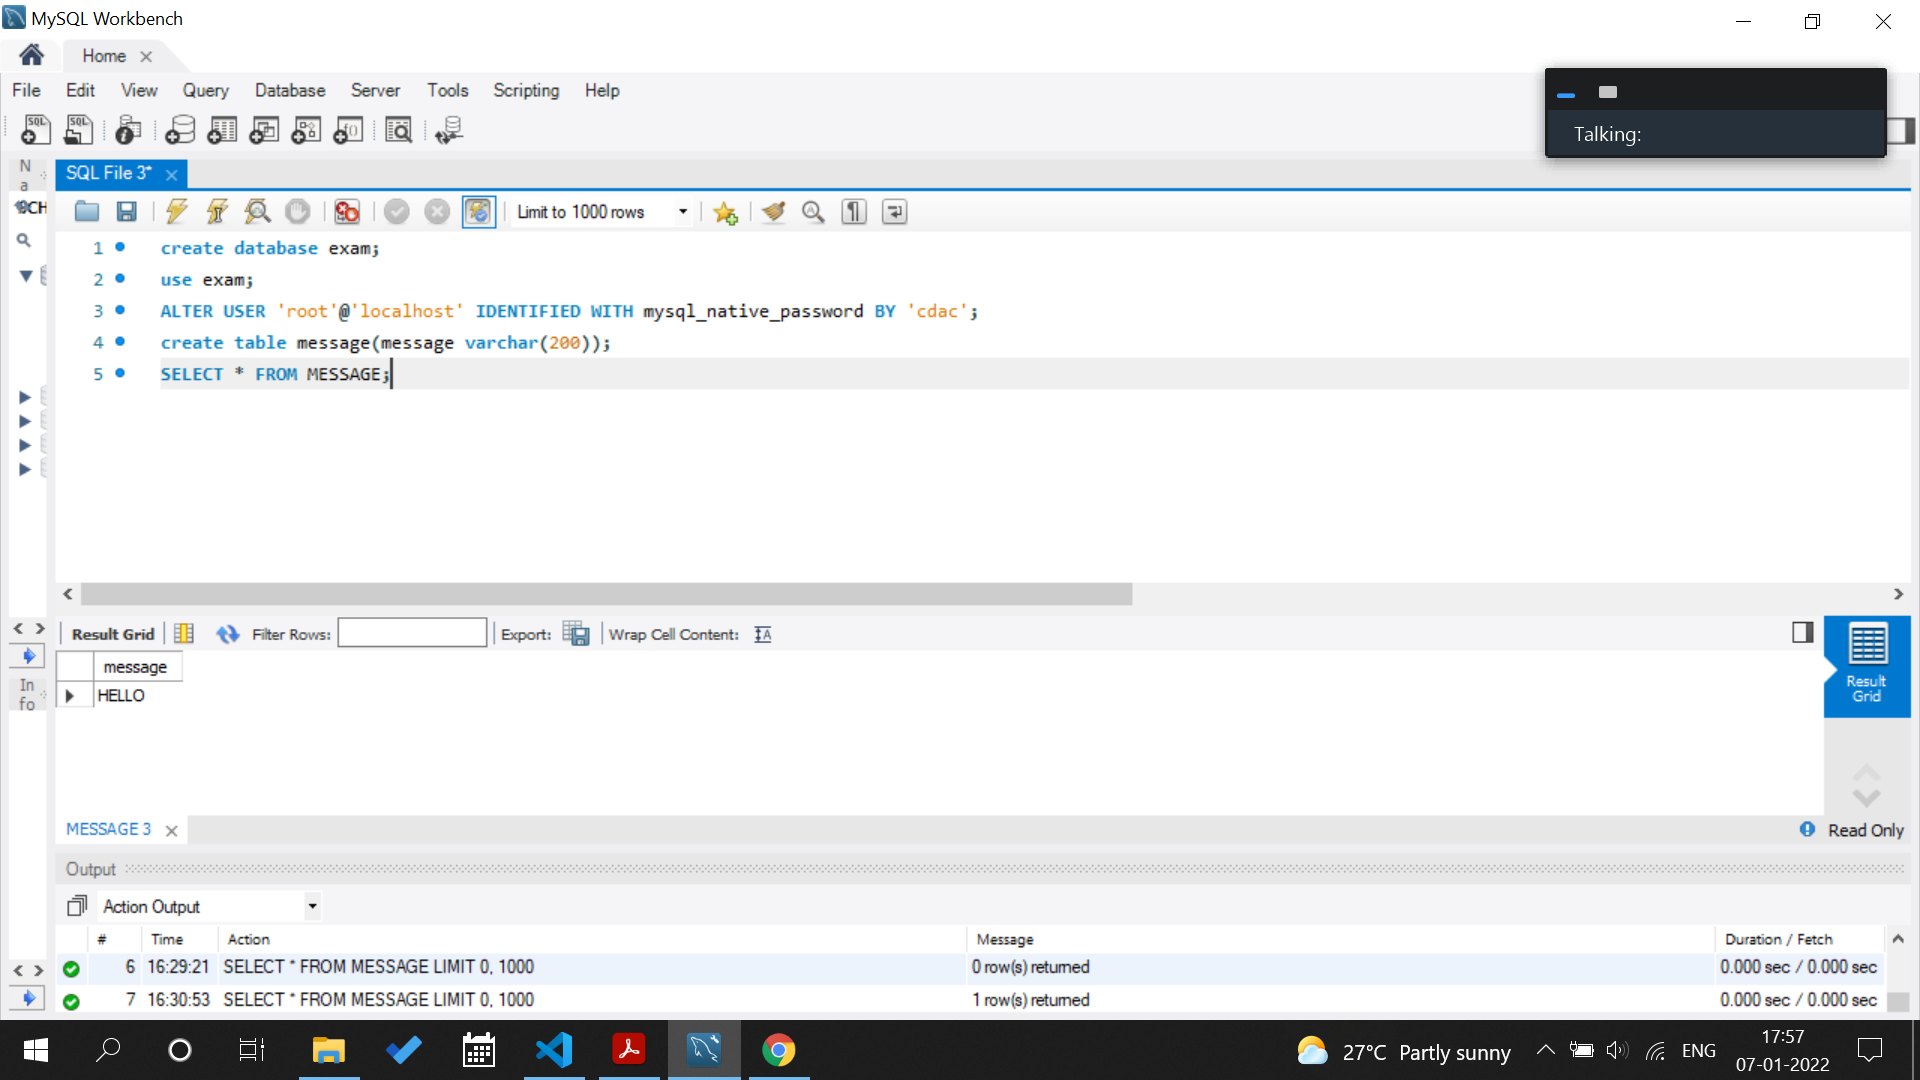 MySQL Workbench
Home
File Edit View Query Database Server Tools Scripting Help
Talking:
Na
SCH
SQL File 3*
Limit to 1000 rows
1 create database exam;
2 use exam;
3 ALTER USER 'root'@'localhost' IDENTIFIED WITH mysql_native_password BY 'cdac';
4 create table message(message varchar(200));
5 SELECT * FROM MESSAGE;
Result Grid Filter Rows: Export: Wrap Cell Content:
Info
message
HELLO
Result
Grid
MESSAGE 3
Read Only
Output
Action Output
# Time Action Message Duration / Fetch
6 16:29:21 SELECT * FROM MESSAGE LIMIT 0, 1000 0 row(s) returned 0.000 sec / 0.000 sec
7 16:30:53 SELECT * FROM MESSAGE LIMIT 0, 1000 1 row(s) returned 0.000 sec / 0.000 sec
27°C Partly sunny
ENG
17:57
07-01-2022